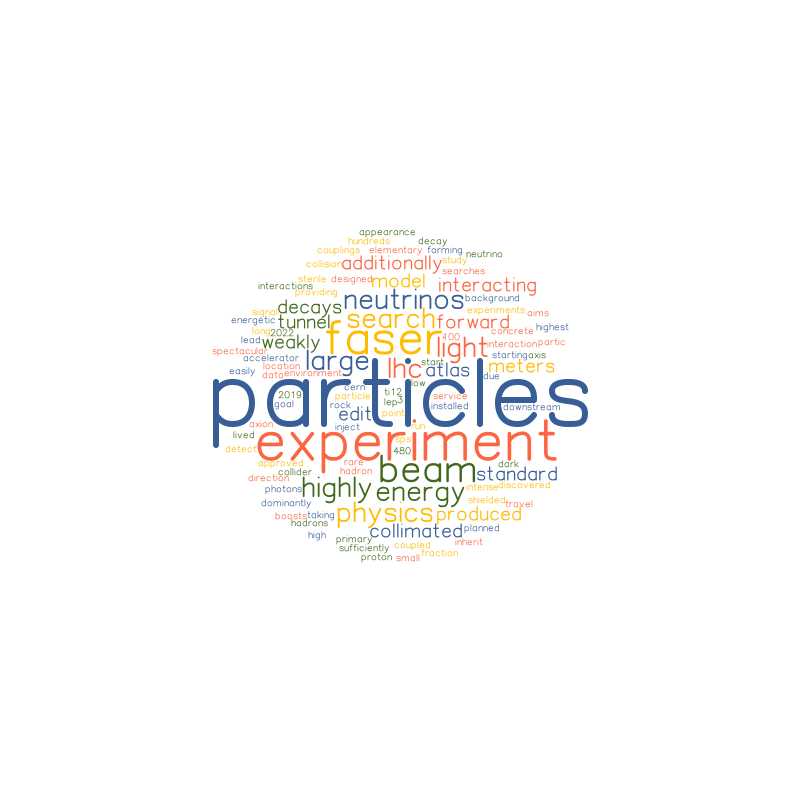 appearance
hundreds decay
couplings elementary forming neutrino
collision additionally study
searches
sterile designed model interacting
interactions providing neutrinos background
decays experiments
signal search aims
energetic tunnel faser forward highest
long 2022 100 concrete
lead weakly light interaction partic
spectacular start starting axis
accelerator large lhc atlas meters
location
easily data environment low due
particles
cern ti12
2019 particle lep3 service
goal rock edit point installed downstream
axion inject run
lived experiment
sps
detect 480
approved rare beam dark
collider hadron standard
direction highly energy
photons intense discovered
dominantly shielded travel
boosts taking physics produced
hadrons collimated planned
high primary inherit
sufficiently coupled fraction
proton small